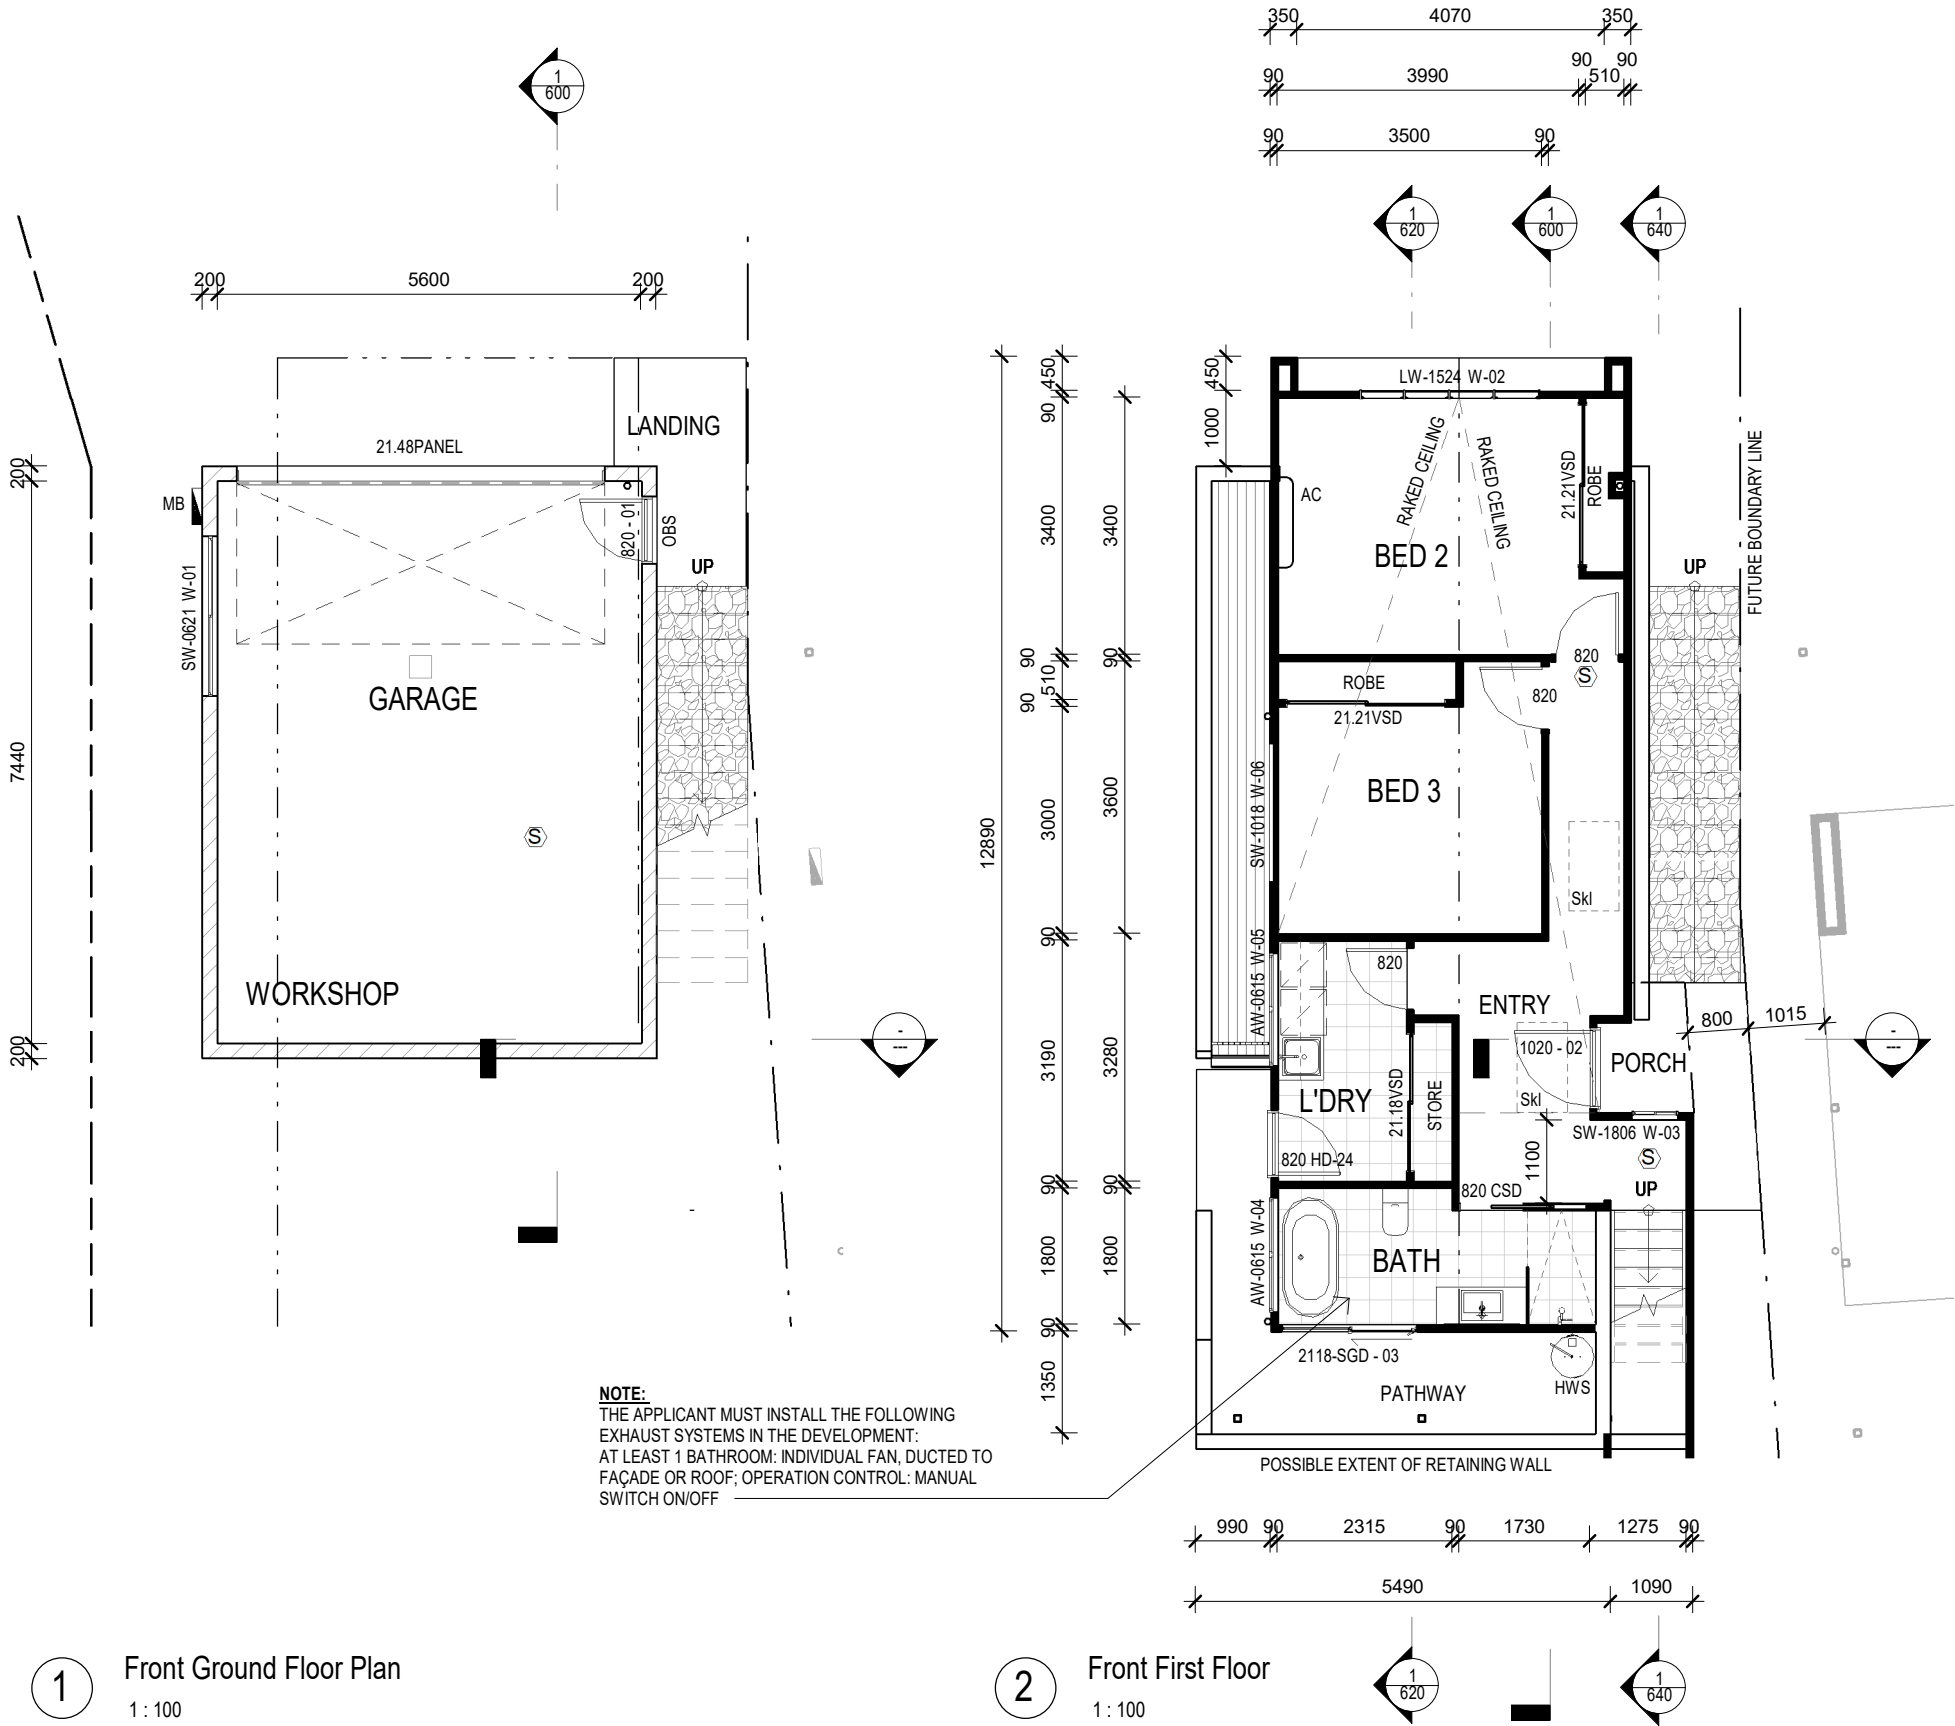 1
600
200 5600 200
LANDING
21.48PANEL
MB
820 - 01
OBS
UP
SW-0621 W-01
GARAGE
S
WORKSHOP
200
7440
200
-
---
-
NOTE:
THE APPLICANT MUST INSTALL THE FOLLOWING
EXHAUST SYSTEMS IN THE DEVELOPMENT:
AT LEAST 1 BATHROOM: INDIVIDUAL FAN, DUCTED TO
FAÇADE OR ROOF; OPERATION CONTROL: MANUAL
SWITCH ON/OFF
1
Front Ground Floor Plan
1 : 100
350 4070 350
90 90
90 3990 510
90 3500 90
1
620
1
600
1
640
12890
450
90
3400
90
510
90
3000
90
3190
90
1800
90
1350
3400
90
3600
3280
90
1800
450
1000
LW-1524 W-02
RAKED CEILING
RAKED CEILING
21.21VSD
ROBE
AC
BED 2
UP
FUTURE BOUNDARY LINE
820
S
ROBE
820
21.21VSD
BED 3
SW-1018 W-06
Skl
AW-0615 W-05
820
ENTRY
800 1015
1020 - 02
PORCH
-
---
L'DRY
21.18VSD
STORE
Skl
SW-1806 W-03
1100
S
820 HD-24
820 CSD
UP
AW-0615 W-04
BATH
2118-SGD - 03
HWS
PATHWAY
POSSIBLE EXTENT OF RETAINING WALL
990 90 2315 90 1730 1275 90
5490 1090
2
Front First Floor
1 : 100
1
620
1
640